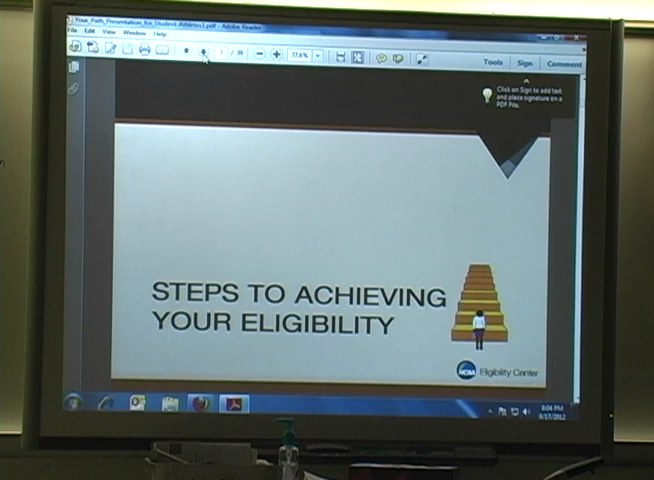 Your_Path_Presentation_for_Student-Athletes1.pdf - Adobe Reader
File Edit View Window Help
/ 39
77.6%
Tools Sign Comment
Click on Sign to add text
and place signature on a
PDF File.
STEPS TO ACHIEVING
YOUR ELIGIBILITY
NCAA Eligibility Center
8:04 PM
9/17/2012